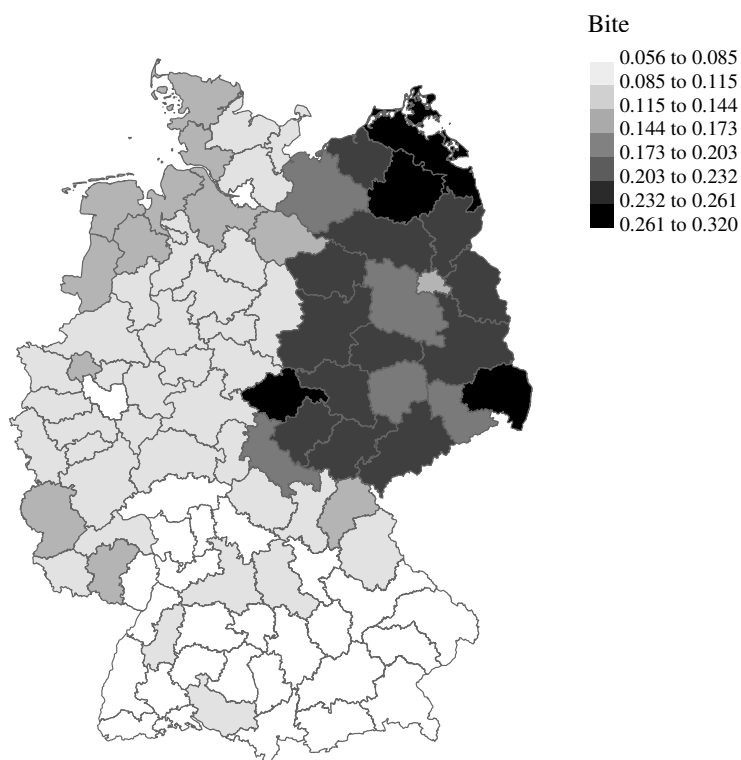 Bite
0.056 to 0.085
0.085 to 0.115
0.115 to 0.144
0.144 to 0.173
0.173 to 0.203
0.203 to 0.232
0.232 to 0.261
0.261 to 0.320